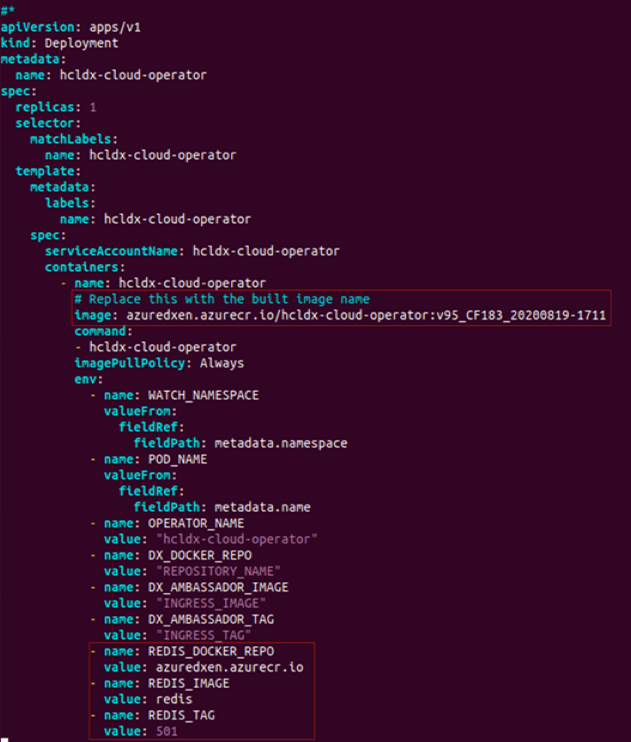 #*
apiVersion: apps/v1
kind: Deployment
metadata:
  name: hcldx-cloud-operator
spec:
  replicas: 1
  selector:
    matchLabels:
      name: hcldx-cloud-operator
  template:
    metadata:
      labels:
        name: hcldx-cloud-operator
    spec:
      serviceAccountName: hcldx-cloud-operator
      containers:
        - name: hcldx-cloud-operator
          # Replace this with the built image name
          image: azuredxen.azurecr.io/hcldx-cloud-operator:v95_CF183_20200819-1711
          command:
          - hcldx-cloud-operator
          imagePullPolicy: Always
          env:
            - name: WATCH_NAMESPACE
              valueFrom:
                fieldRef:
                  fieldPath: metadata.namespace
            - name: POD_NAME
              valueFrom:
                fieldRef:
                  fieldPath: metadata.name
            - name: OPERATOR_NAME
              value: "hcldx-cloud-operator"
            - name: DX_DOCKER_REPO
              value: "REPOSITORY_NAME"
            - name: DX_AMBASSADOR_IMAGE
              value: "INGRESS_IMAGE"
            - name: DX_AMBASSADOR_TAG
              value: "INGRESS_TAG"
            - name: REDIS_DOCKER_REPO
              value: azuredxen.azurecr.io
            - name: REDIS_IMAGE
              value: redis
            - name: REDIS_TAG
              value: 501